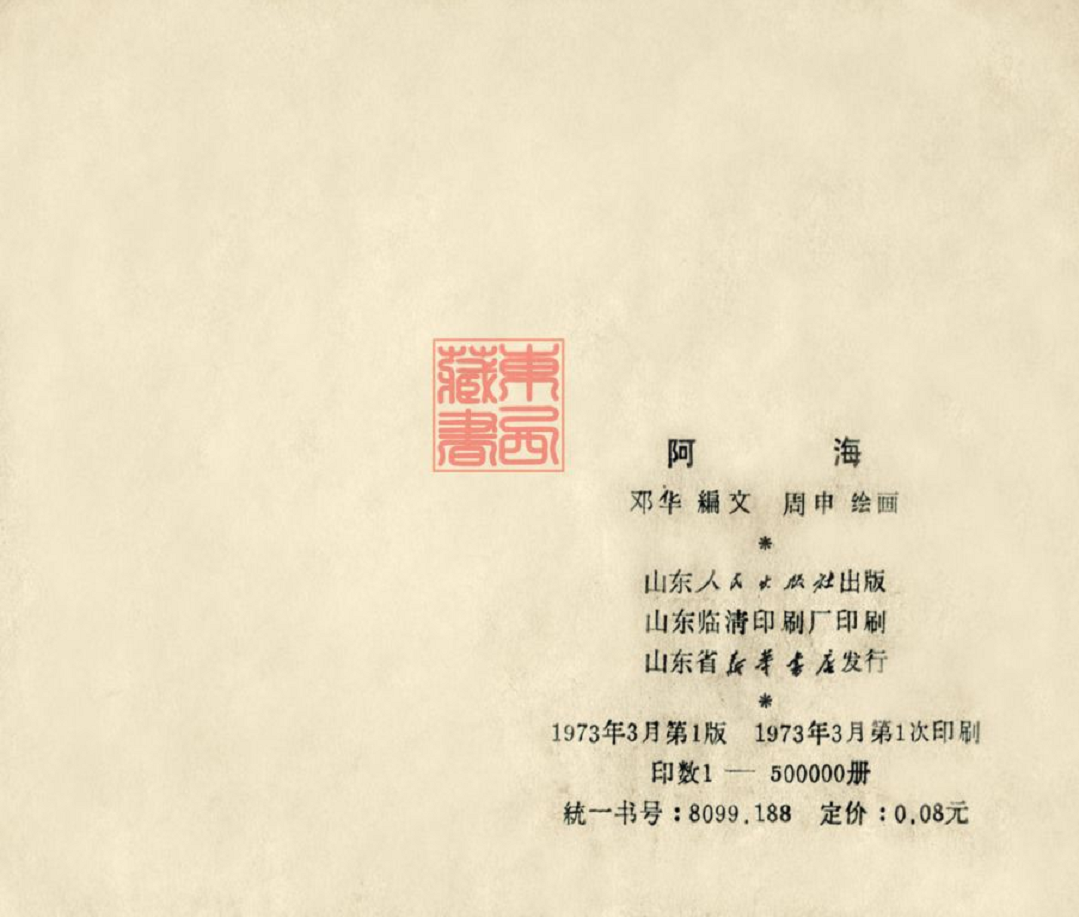 東西
藏書
阿 海
邓华 編文 周申 绘画
*
山东人民出版社出版
山东临清印刷厂印刷
山东省新华书店发行
*
1973年3月第1版 1973年3月第1次印刷
印数1 — 500000册
統一书号：8099.188 定价：0.08元